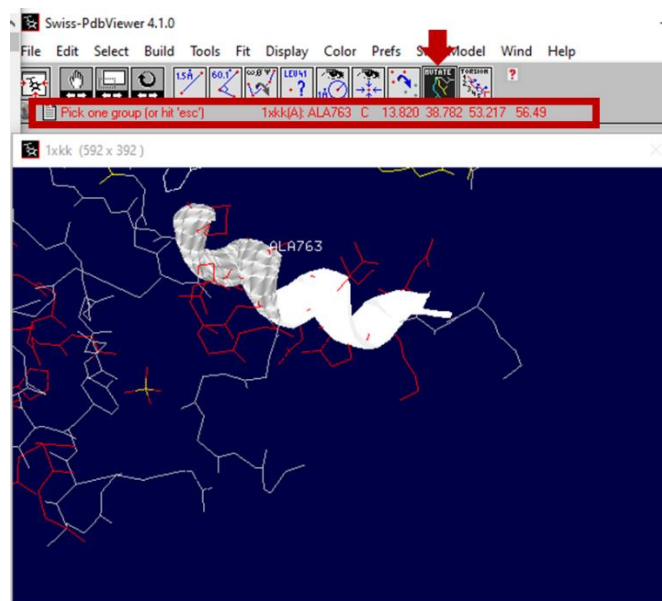 Swiss-PdbViewer 4.1.0
File Edit Select Build Tools Fit Display Color Prefs Model Wind Help
1.5Å 60.1° ω,φ,ψ LEU41 ? 1Å MUTATE TORSION ?
Pick one group (or hit 'esc') 1xkk(A): ALA763 C 13.820 38.782 53.217 56.49
1xkk (592 x 392 )
ALA763